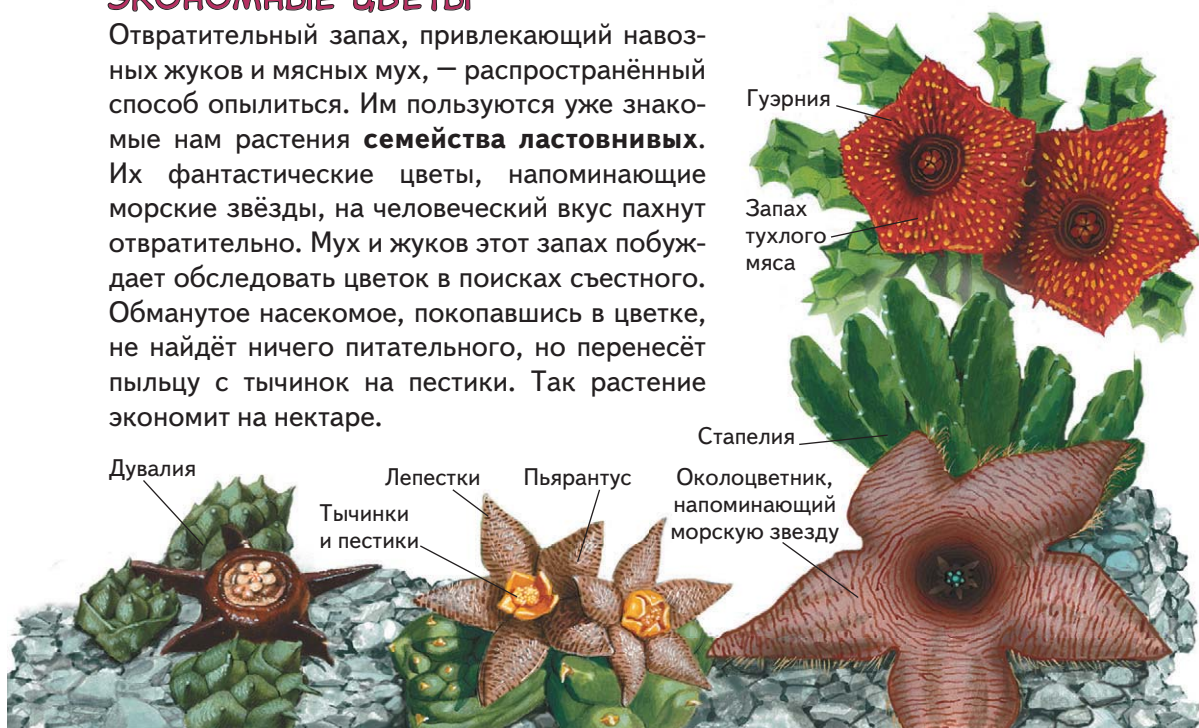 ЭКОНОМНЫЕ ЦВЕТЫ
Отвратительный запах, привлекающий навоз-
ных жуков и мясных мух, — распространённый
способ опылиться. Им пользуются уже знако-
мые нам растения семейства ластовнивых.
Их фантастические цветы, напоминающие
морские звёзды, на человеческий вкус пахнут
отвратительно. Мух и жуков этот запах побуж-
дает обследовать цветок в поисках съестного.
Обманутое насекомое, покопавшись в цветке,
не найдёт ничего питательного, но перенесёт
пыльцу с тычинок на пестики. Так растение
экономит на нектаре.
Гуэрния
Запах
тухлого
мяса
Стапелия
Дувалия
Лепестки
Пьярантус
Тычинки
и пестики
Околоцветник,
напоминающий
морскую звезду